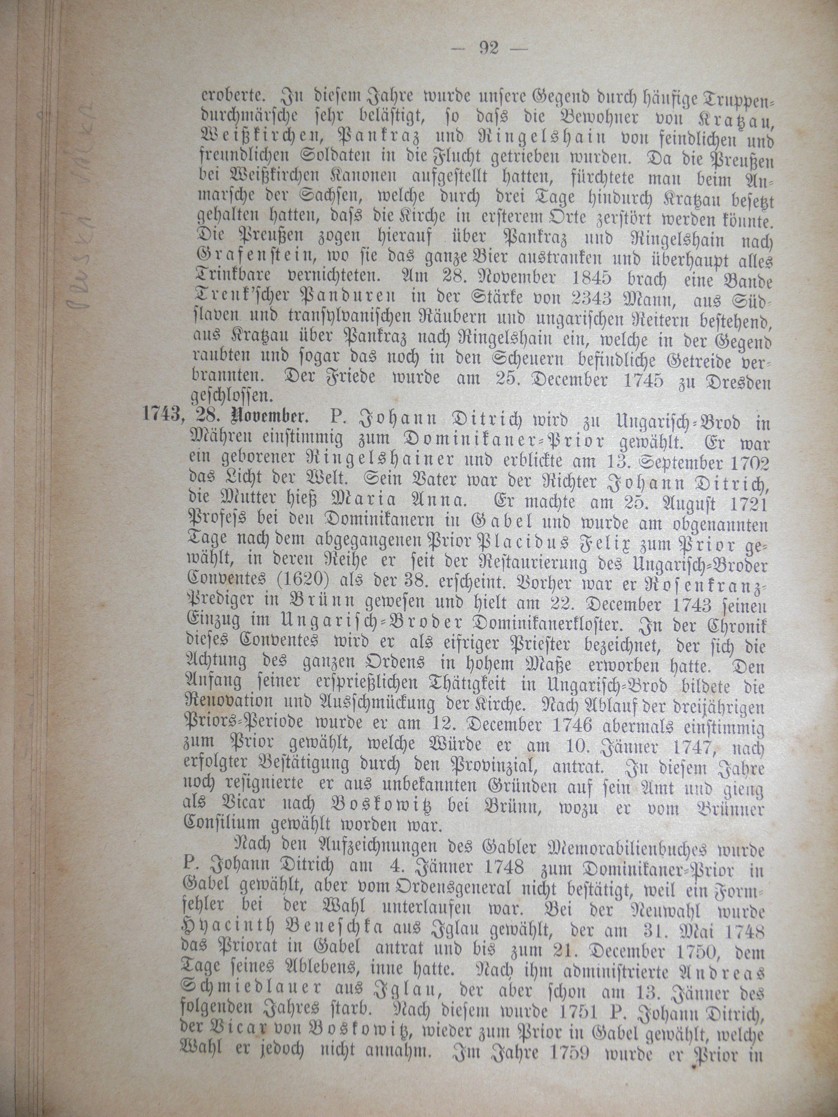 — 92 —
eroberte. In diesem Jahre wurde unsere Gegend durch häufige Truppen-
durchmärsche sehr belästigt, so dass die Bewohner von Kratzau,
Weißkirchen, Pankraz und Ringelshain von feindlichen und
freundlichen Soldaten in die Flucht getrieben wurden. Da die Preußen
bei Weißkirchen Kanonen aufgestellt hatten, fürchtete man beim An-
marsche der Sachsen, welche durch drei Tage hindurch Kratzau besetzt
gehalten hatten, dass die Kirche in ersterem Orte zerstört werden könnte.
Die Preußen zogen hierauf über Pankraz und Ringelshain nach
Grafenstein, wo sie das ganze Bier austranken und überhaupt alles
Trinkbare vernichteten. Am 28. November 1845 brach eine Bande
Trenk'scher Panduren in der Stärke von 2343 Mann, aus Süd-
slaven und transylvanischen Räubern und ungarischen Reitern bestehend,
aus Kratzau über Pankraz nach Ringelshain ein, welche in der Gegend
raubten und sogar das noch in den Scheuern befindliche Getreide ver-
brannten. Der Friede wurde am 25. December 1745 zu Dresden
geschlossen.
1743, 28. November. P. Johann Ditrich wird zu Ungarisch-Brod in
Mähren einstimmig zum Dominikaner-Prior gewählt. Er war
ein geborener Ringelshainer und erblickte am 13. September 1702
das Licht der Welt. Sein Vater war der Richter Johann Ditrich,
die Mutter hieß Maria Anna. Er machte am 25. August 1721
Profess bei den Dominikanern in Gabel und wurde am obgenannten
Tage nach dem abgegangenen Prior Placidus Felix zum Prior ge-
wählt, in deren Reihe er seit der Restaurierung des Ungarisch-Broder
Conventes (1620) als der 38. erscheint. Vorher war er Rosenkranz-
Prediger in Brünn gewesen und hielt am 22. December 1743 seinen
Einzug im Ungarisch-Broder Dominikanerkloster. In der Chronik
dieses Conventes wird er als eifriger Priester bezeichnet, der sich die
Achtung des ganzen Ordens in hohem Maße erworben hatte. Den
Anfang seiner ersprießlichen Thätigkeit in Ungarisch-Brod bildete die
Renovation und Ausschmückung der Kirche. Nach Ablauf der dreijährigen
Priors-Periode wurde er am 12. December 1746 abermals einstimmig
zum Prior gewählt, welche Würde er am 10. Jänner 1747, nach
erfolgter Bestätigung durch den Provinzial, antrat. In diesem Jahre
noch resignierte er aus unbekannten Gründen auf sein Amt und gieng
als Vicar nach Boskowitz bei Brünn, wozu er vom Brünner
Consilium gewählt worden war.
Nach den Aufzeichnungen des Gabler Memorabilienbuches wurde
P. Johann Ditrich am 4. Jänner 1748 zum Dominikaner-Prior in
Gabel gewählt, aber vom Ordensgeneral nicht bestätigt, weil ein Form-
fehler bei der Wahl unterlaufen war. Bei der Neuwahl wurde
Hyacinth Beneschka aus Iglau gewählt, der am 31. Mai 1748
das Priorat in Gabel antrat und bis zum 21. December 1750, dem
Tage seines Ablebens, inne hatte. Nach ihm administrierte Andreas
Schmiedlauer aus Iglau, der aber schon am 13. Jänner des
folgenden Jahres starb. Nach diesem wurde 1751 P. Johann Ditrich,
der Vicar von Boskowitz, wieder zum Prior in Gabel gewählt, welche
Wahl er jedoch nicht annahm. Im Jahre 1759 wurde er Prior in